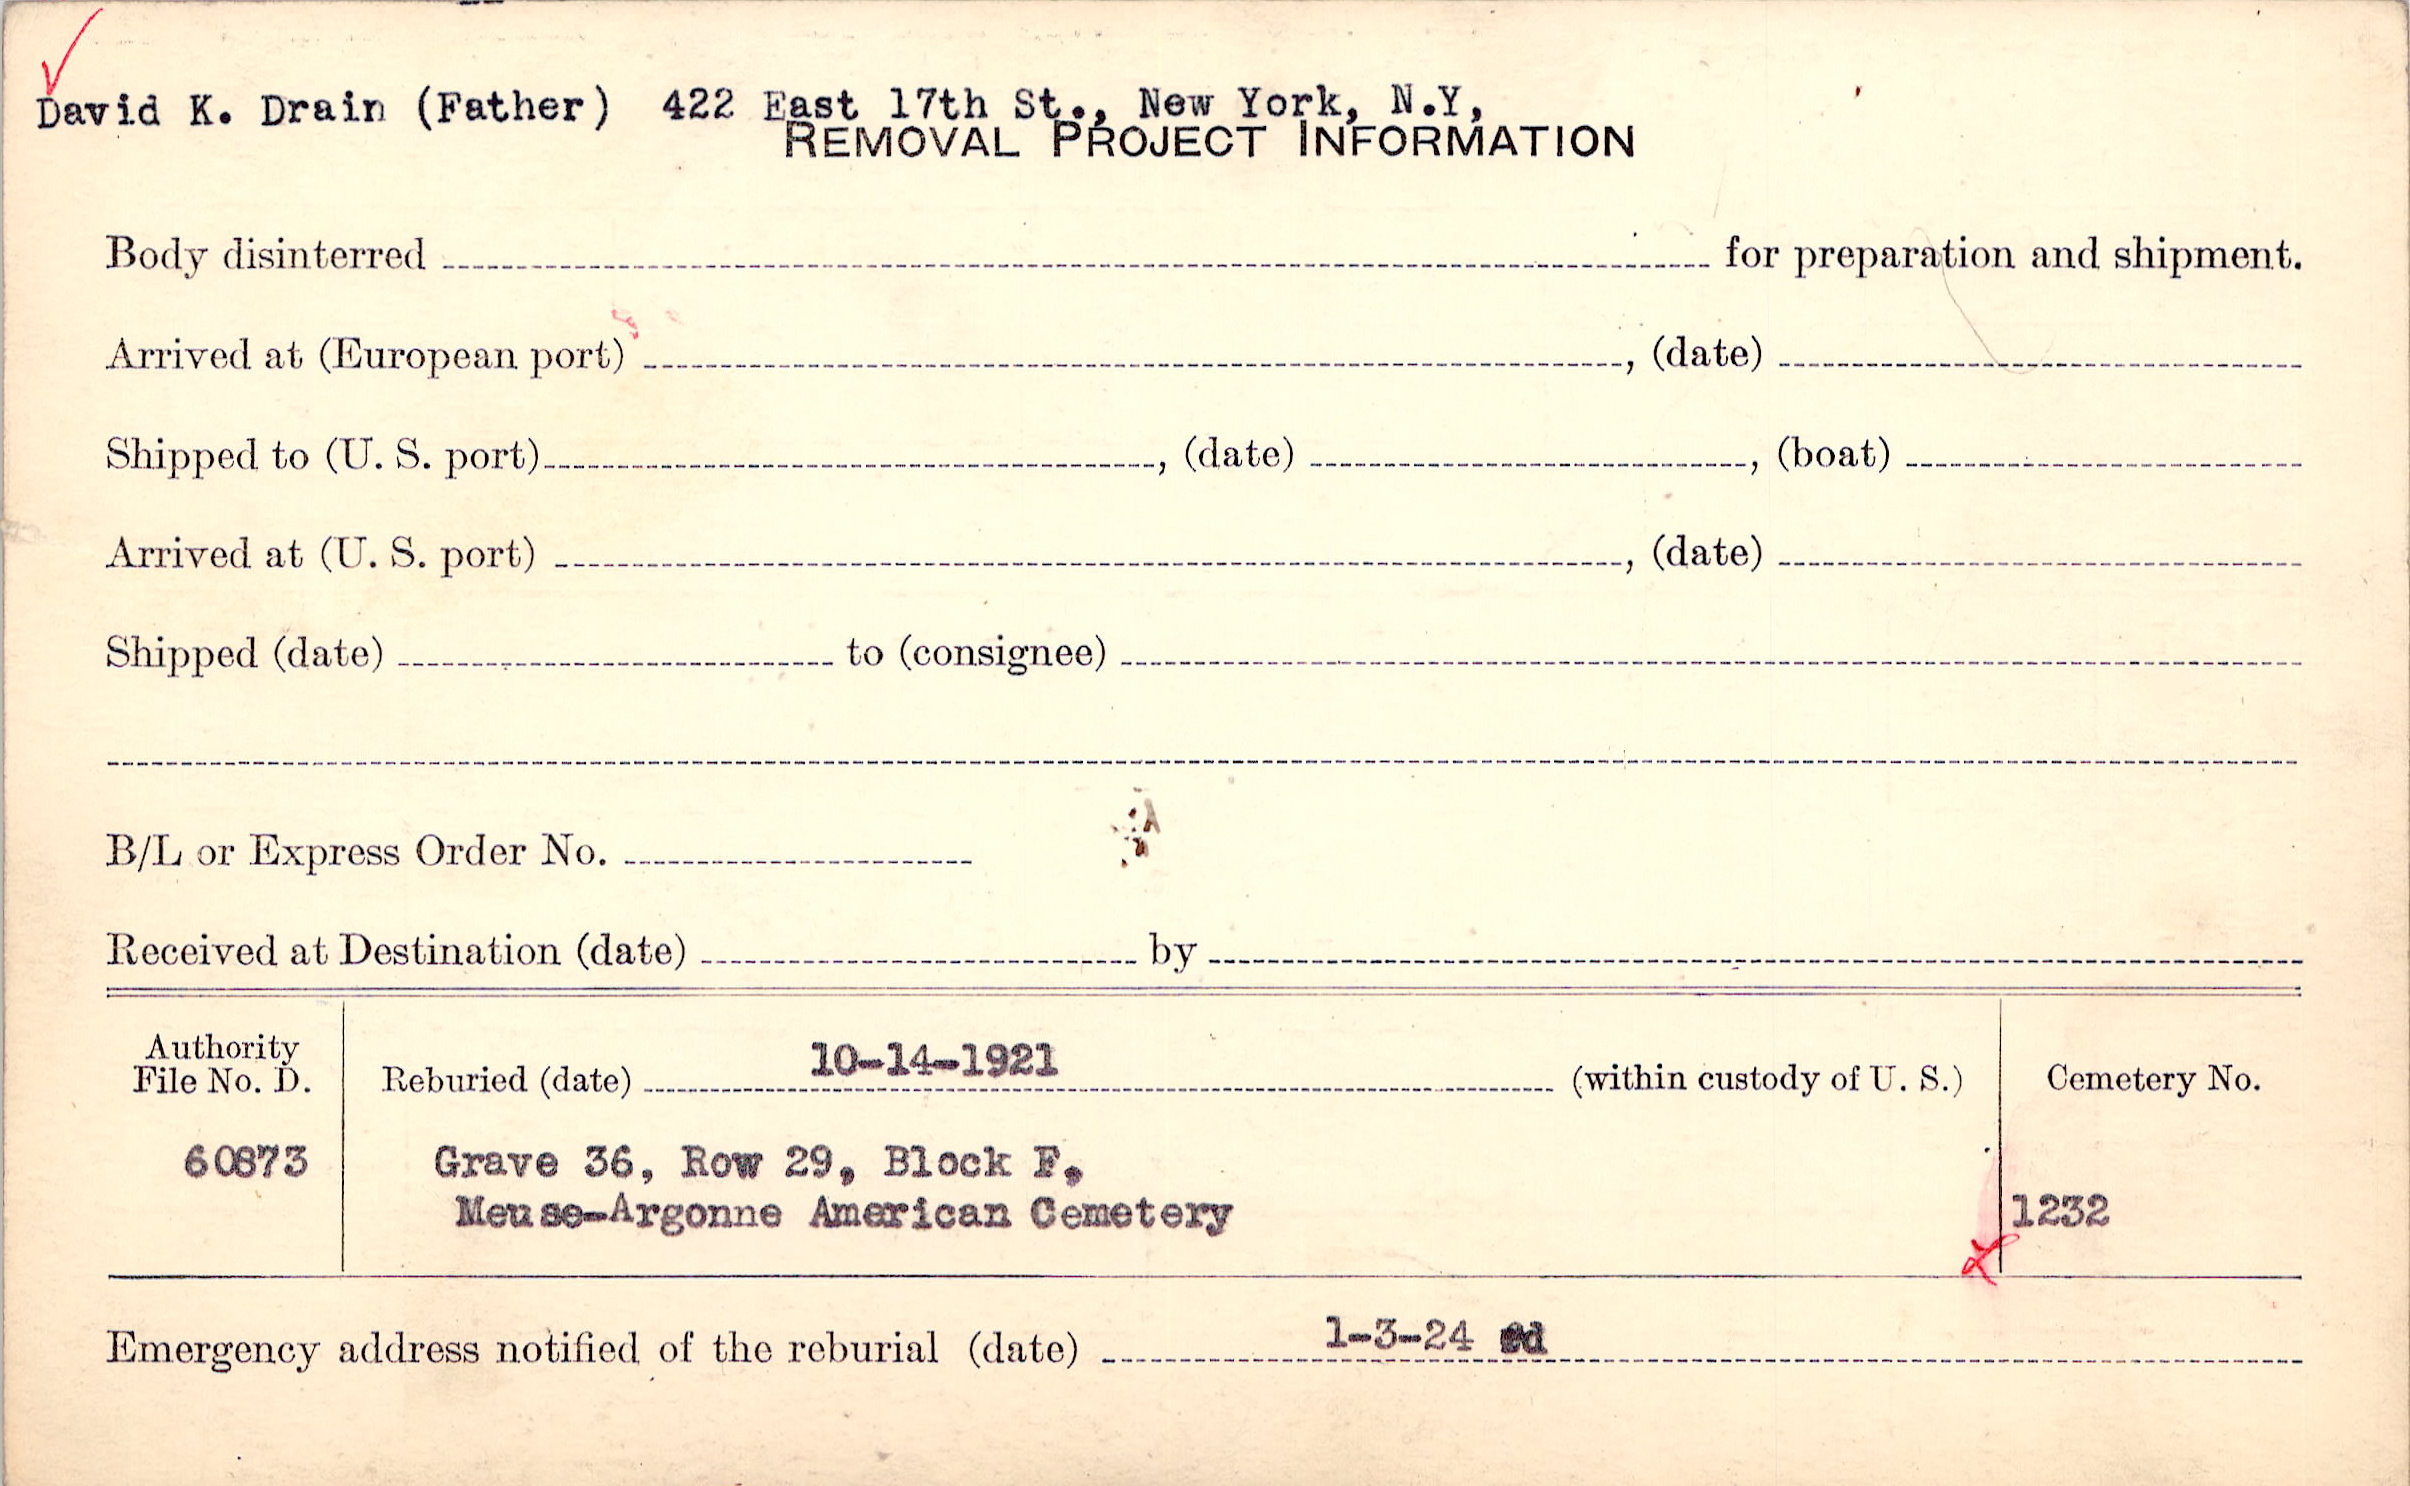 David K. Drain (Father) 422 East 17th St., New York, N.Y,
REMOVAL PROJECT INFORMATION
Body disinterred for preparation and shipment.
Arrived at (European port) , (date)
Shipped to (U. S. port) , (date) , (boat)
Arrived at (U. S. port) , (date)
Shipped (date) to (consignee)
B/L or Express Order No.
Received at Destination (date) by
Authority
File No. D.
60873
Reburied (date) 10-14-1921 (within custody of U. S.)
Grave 36, Row 29, Block F,
Meuse-Argonne American Cemetery
Cemetery No.
1232
Emergency address notified of the reburial (date) 1-3-24 ed